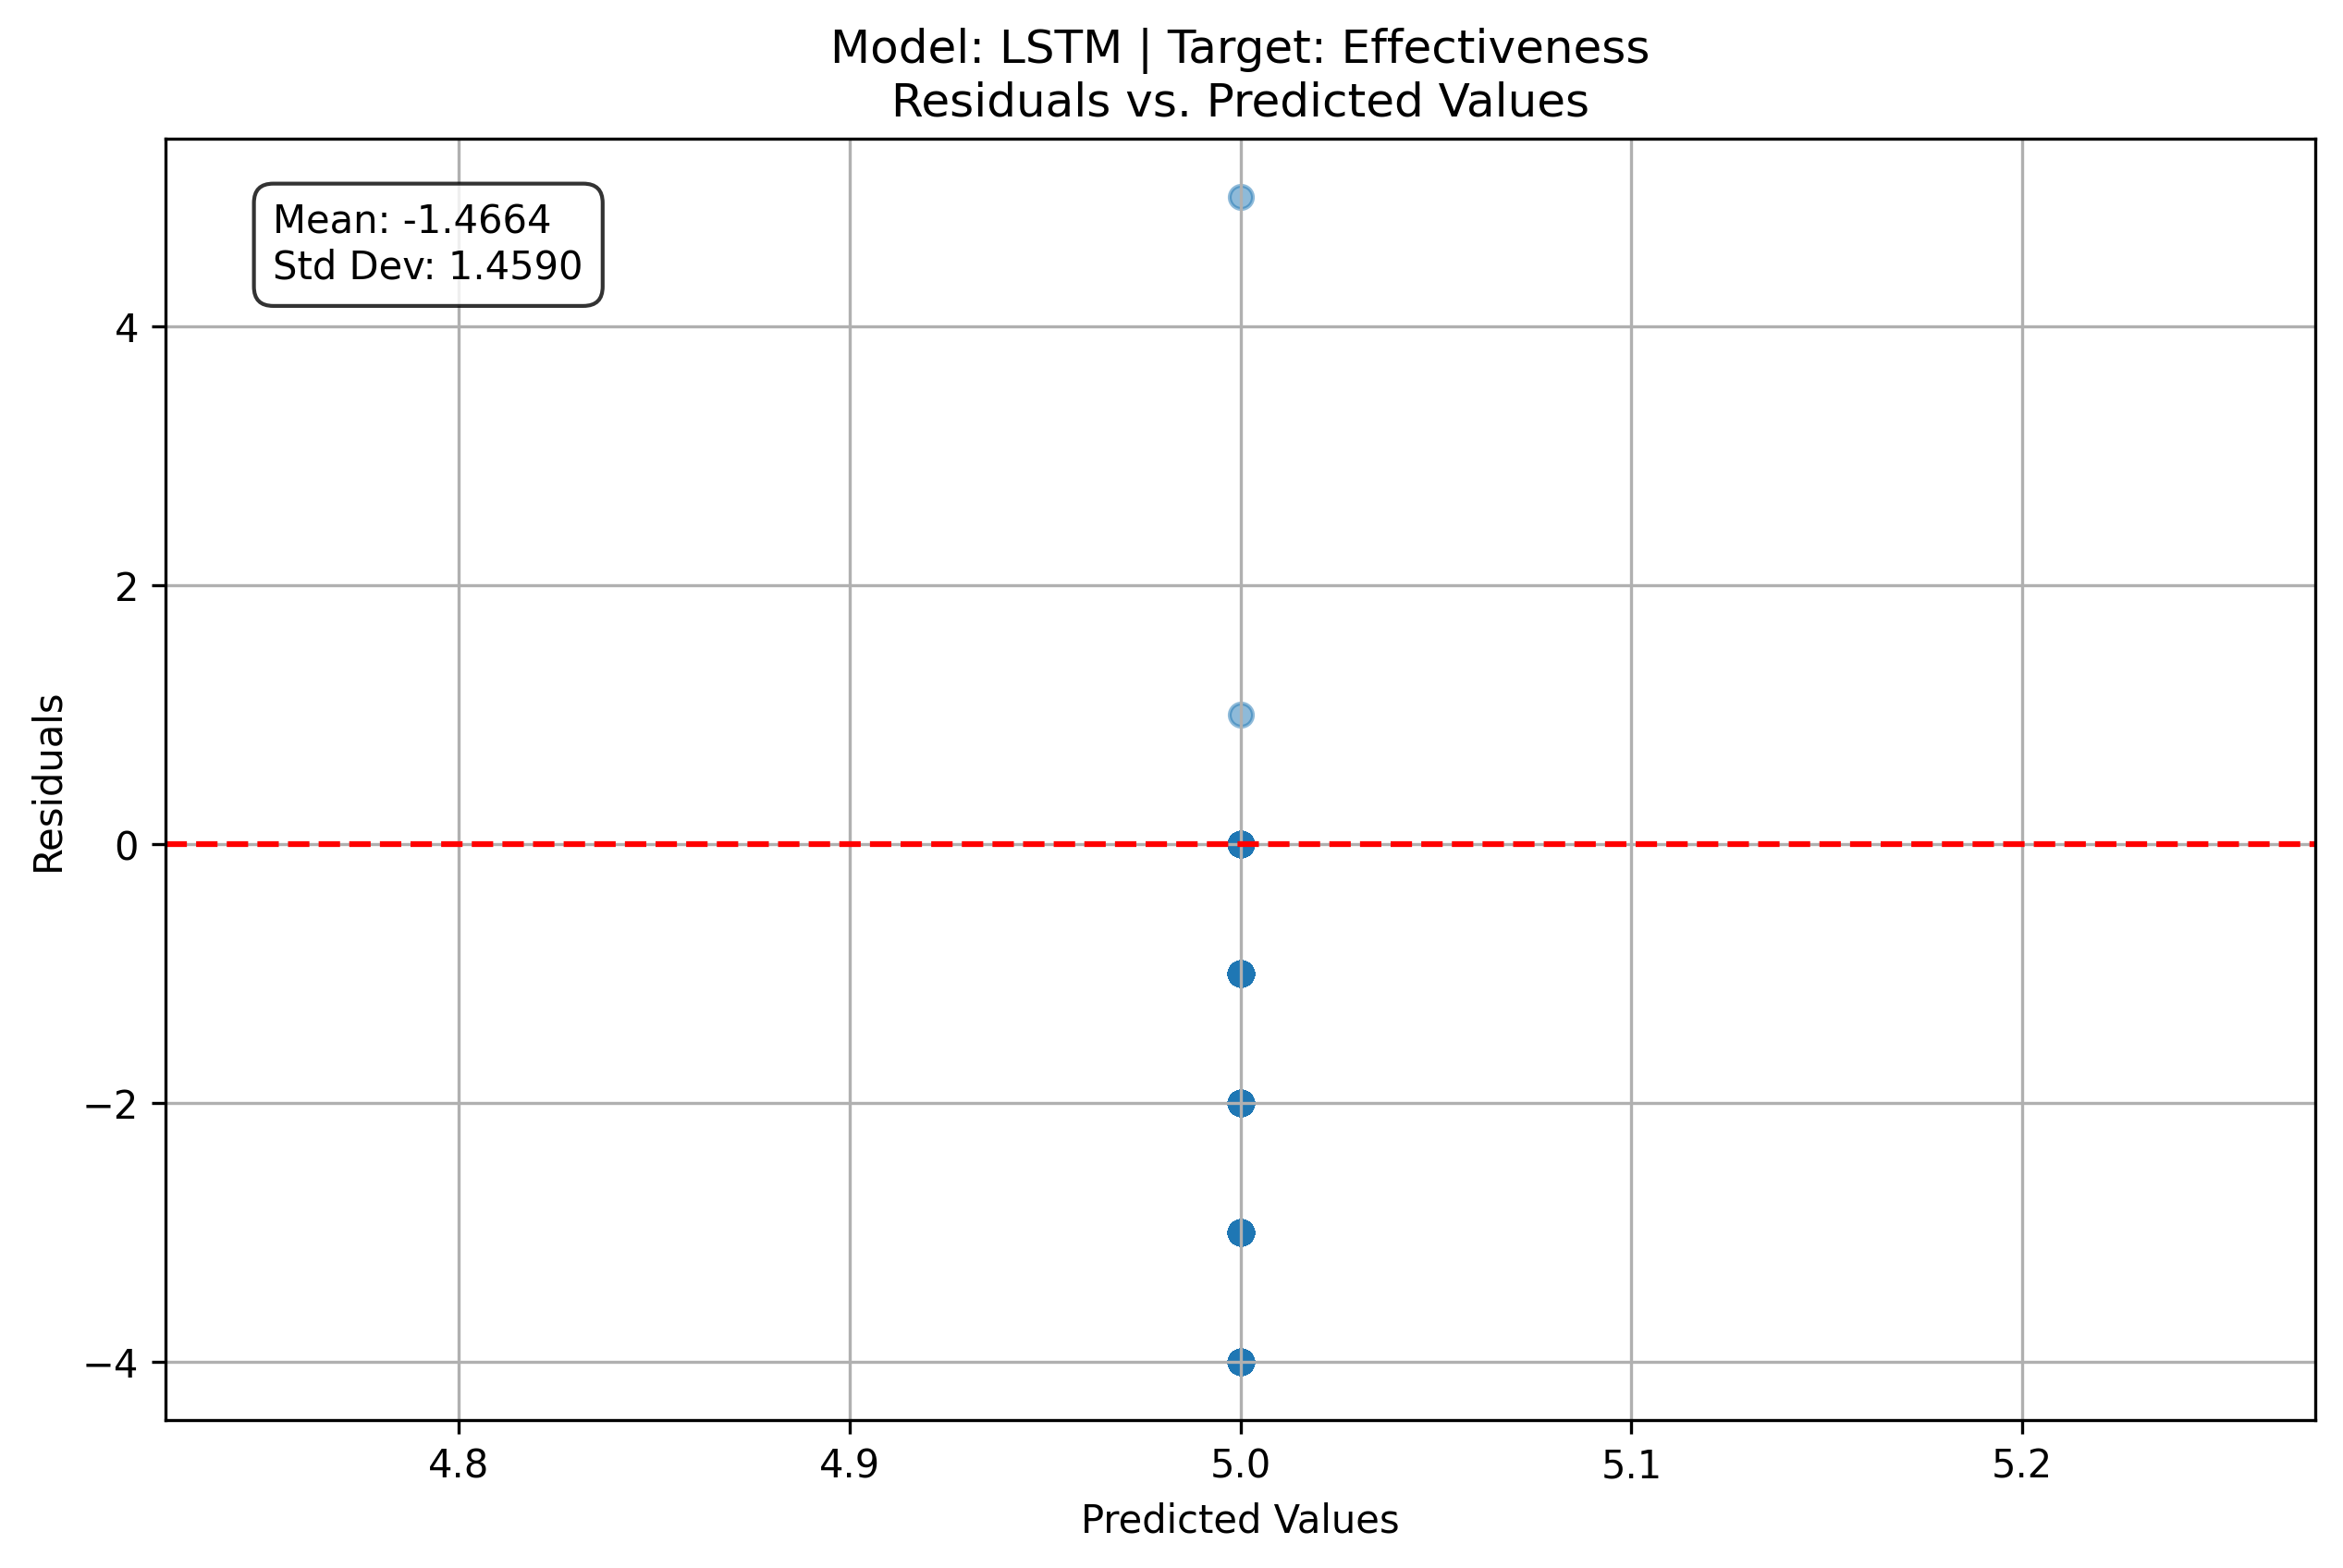 Model: LSTM | Target: Effectiveness
Residuals vs. Predicted Values
Mean: -1.4664
Std Dev: 1.4590
4
2
0
−2
−4
Residuals
4.8
4.9
5.0
5.1
5.2
Predicted Values